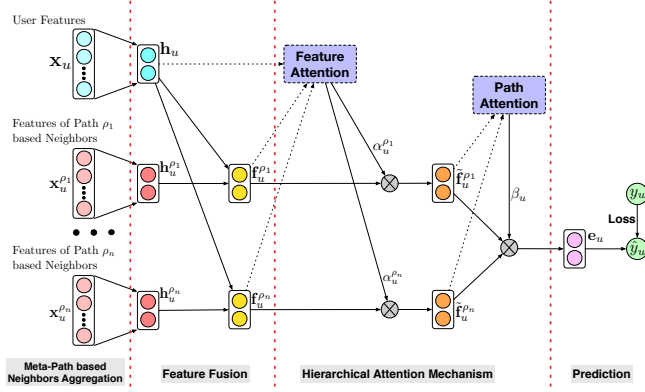 User Features
x_u
h_u
Feature
Attention
Path
Attention
Features of Path ρ_1
based Neighbors
x_u^{ρ_1}
h_u^{ρ_1}
f_u^{ρ_1}
α_u^{ρ_1}
f̃_u^{ρ_1}
β_u
y_u
Loss
e_u
ŷ_u
Features of Path ρ_n
based Neighbors
x_u^{ρ_n}
h_u^{ρ_n}
f_u^{ρ_n}
α_u^{ρ_n}
f̃_u^{ρ_n}
Meta-Path based
Neighbors Aggregation
Feature Fusion
Hierarchical Attention Mechanism
Prediction